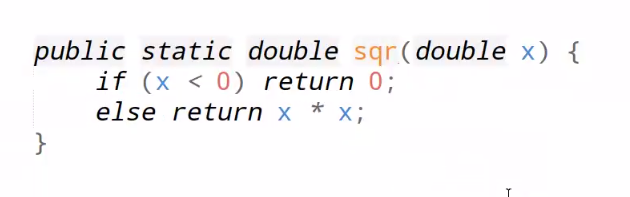 public static double sqr(double x) {
    if (x < 0) return 0;
    else return x * x;
}